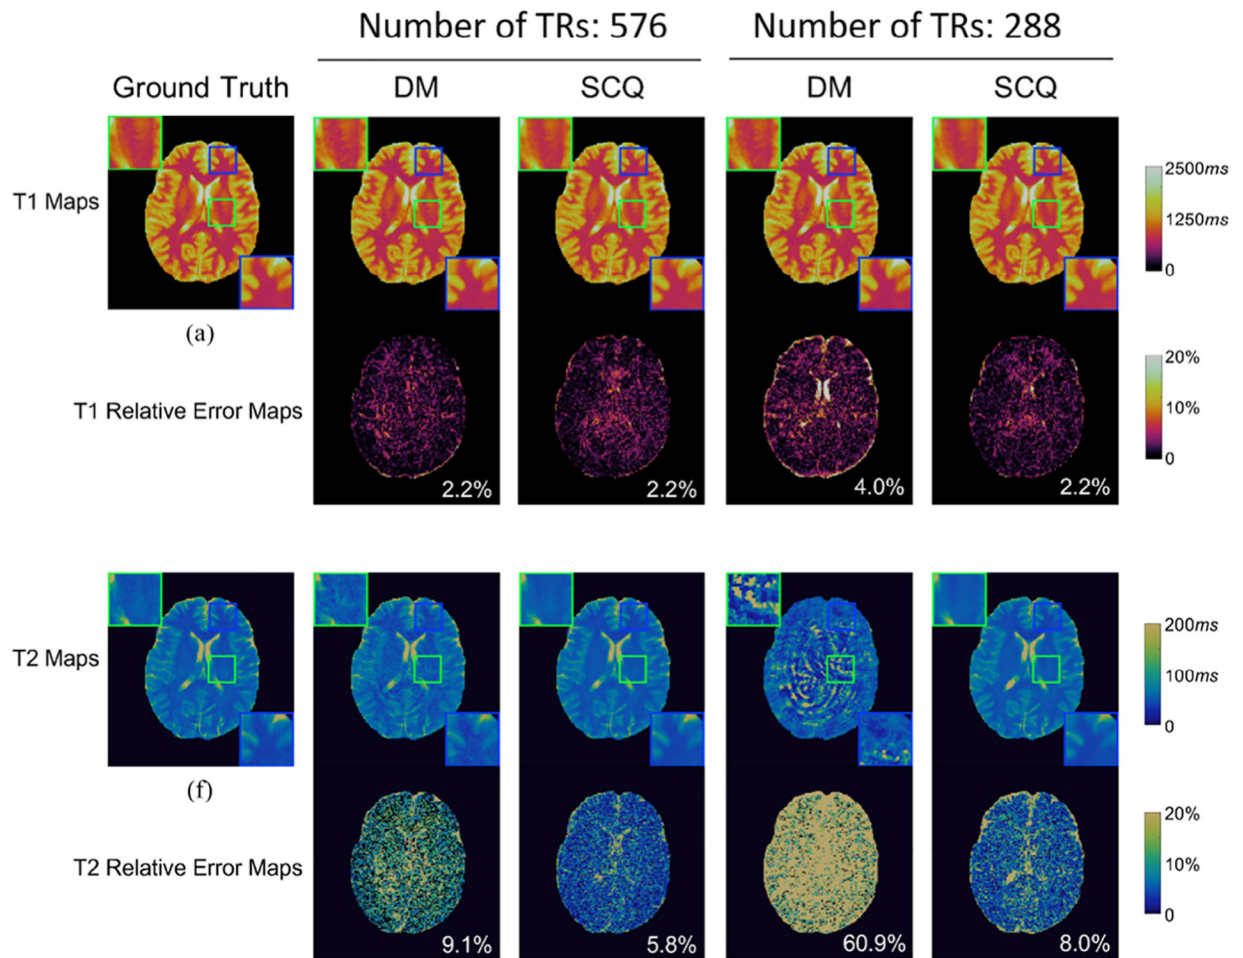 Number of TRs: 576
Number of TRs: 288
Ground Truth
DM
SCQ
DM
SCQ
T1 Maps
2500ms
1250ms
0
(a)
T1 Relative Error Maps
20%
10%
0
2.2%
2.2%
4.0%
2.2%
T2 Maps
200ms
100ms
0
(f)
T2 Relative Error Maps
20%
10%
0
9.1%
5.8%
60.9%
8.0%